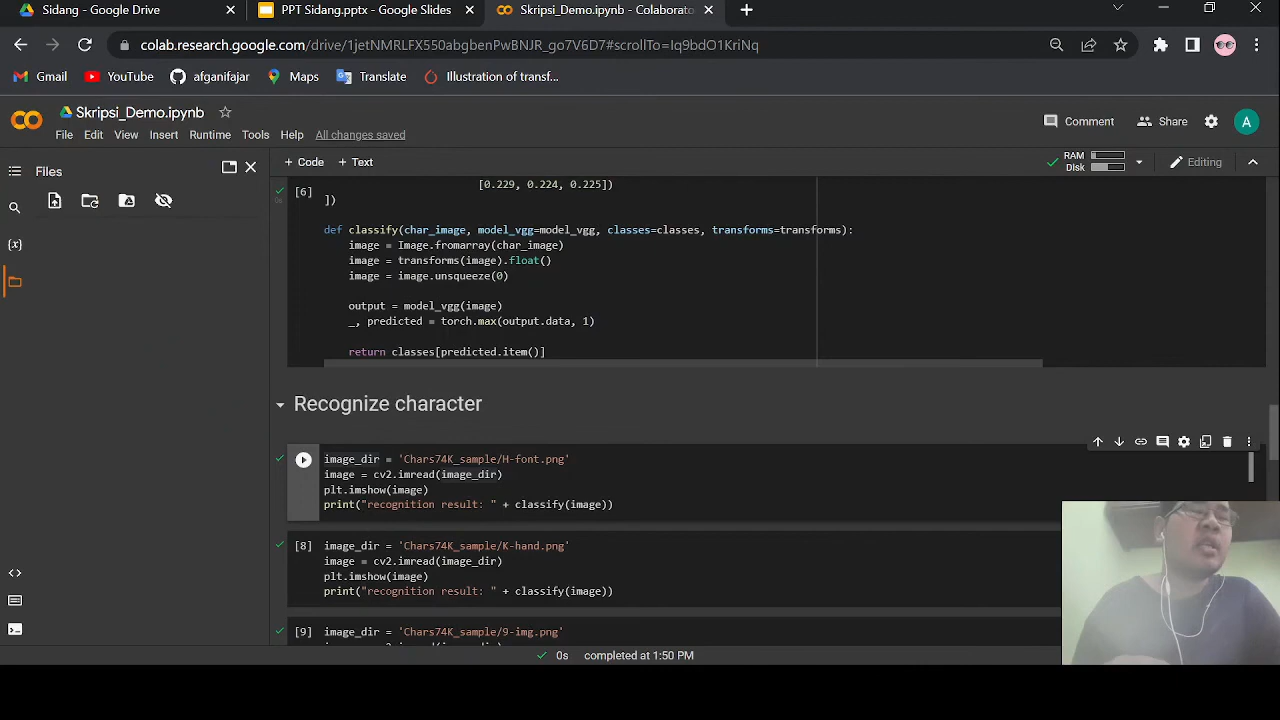 Sidang - Google Drive
PPT Sidang.pptx - Google Slides
Skripsi_Demo.ipynb - Colaborato
colab.research.google.com/drive/1jetNMRLFX550abgbenPwBNJR_go7V6D7#scrollTo=Iq9bdO1KriNq
Gmail
YouTube
afganifajar
Maps
Translate
Illustration of transf...
Skripsi_Demo.ipynb
File Edit View Insert Runtime Tools Help All changes saved
Comment
Share
A
Files
+ Code + Text
RAM
Disk
Editing
[6]
[0.229, 0.224, 0.225])
])
def classify(char_image, model_vgg=model_vgg, classes=classes, transforms=transforms):
image = Image.fromarray(char_image)
image = transforms(image).float()
image = image.unsqueeze(0)
output = model_vgg(image)
_, predicted = torch.max(output.data, 1)
return classes[predicted.item()]
Recognize character
image_dir = 'Chars74K_sample/H-font.png'
image = cv2.imread(image_dir)
plt.imshow(image)
print("recognition result: " + classify(image))
[8] image_dir = 'Chars74K_sample/K-hand.png'
image = cv2.imread(image_dir)
plt.imshow(image)
print("recognition result: " + classify(image))
[9] image_dir = 'Chars74K_sample/9-img.png'
0s completed at 1:50 PM